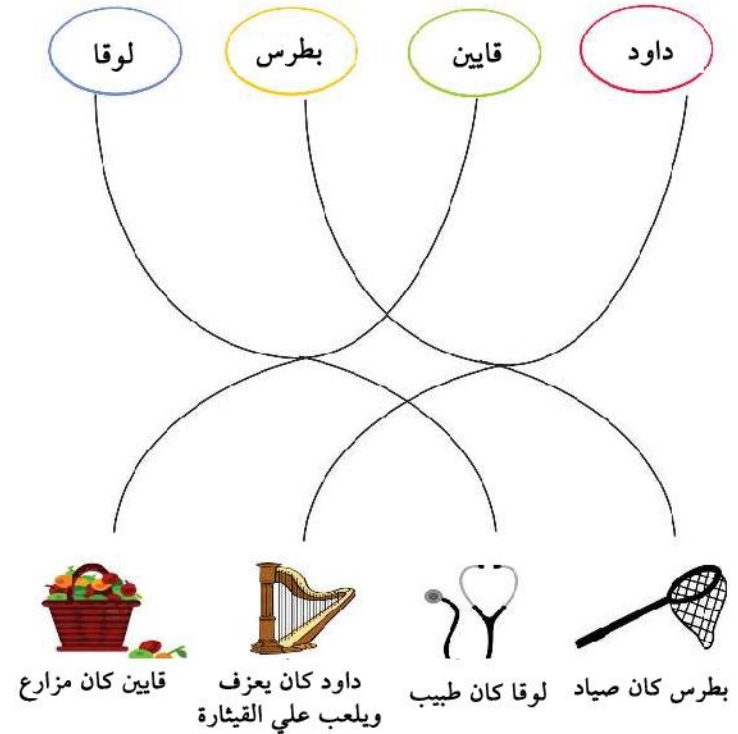 داود
قايين
بطرس
لوقا
بطرس كان صياد
لوقا كان طبيب
داود كان يعزف
ويلعب علي القيثارة
قايين كان مزارع